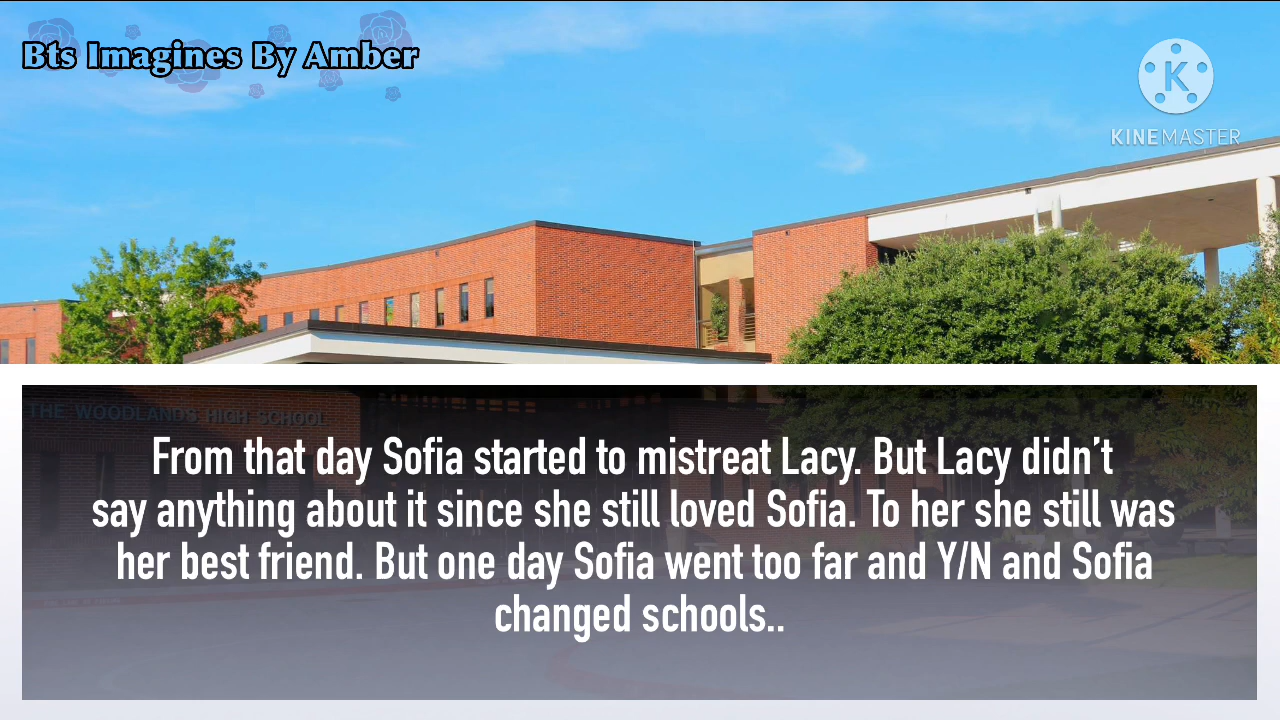 Bts Imagines By Amber
K
KINEMASTER
THE WOODLANDS HIGH SCHOOL
From that day Sofia started to mistreat Lacy. But Lacy didn’t
say anything about it since she still loved Sofia. To her she still was
her best friend. But one day Sofia went too far and Y/N and Sofia
changed schools..